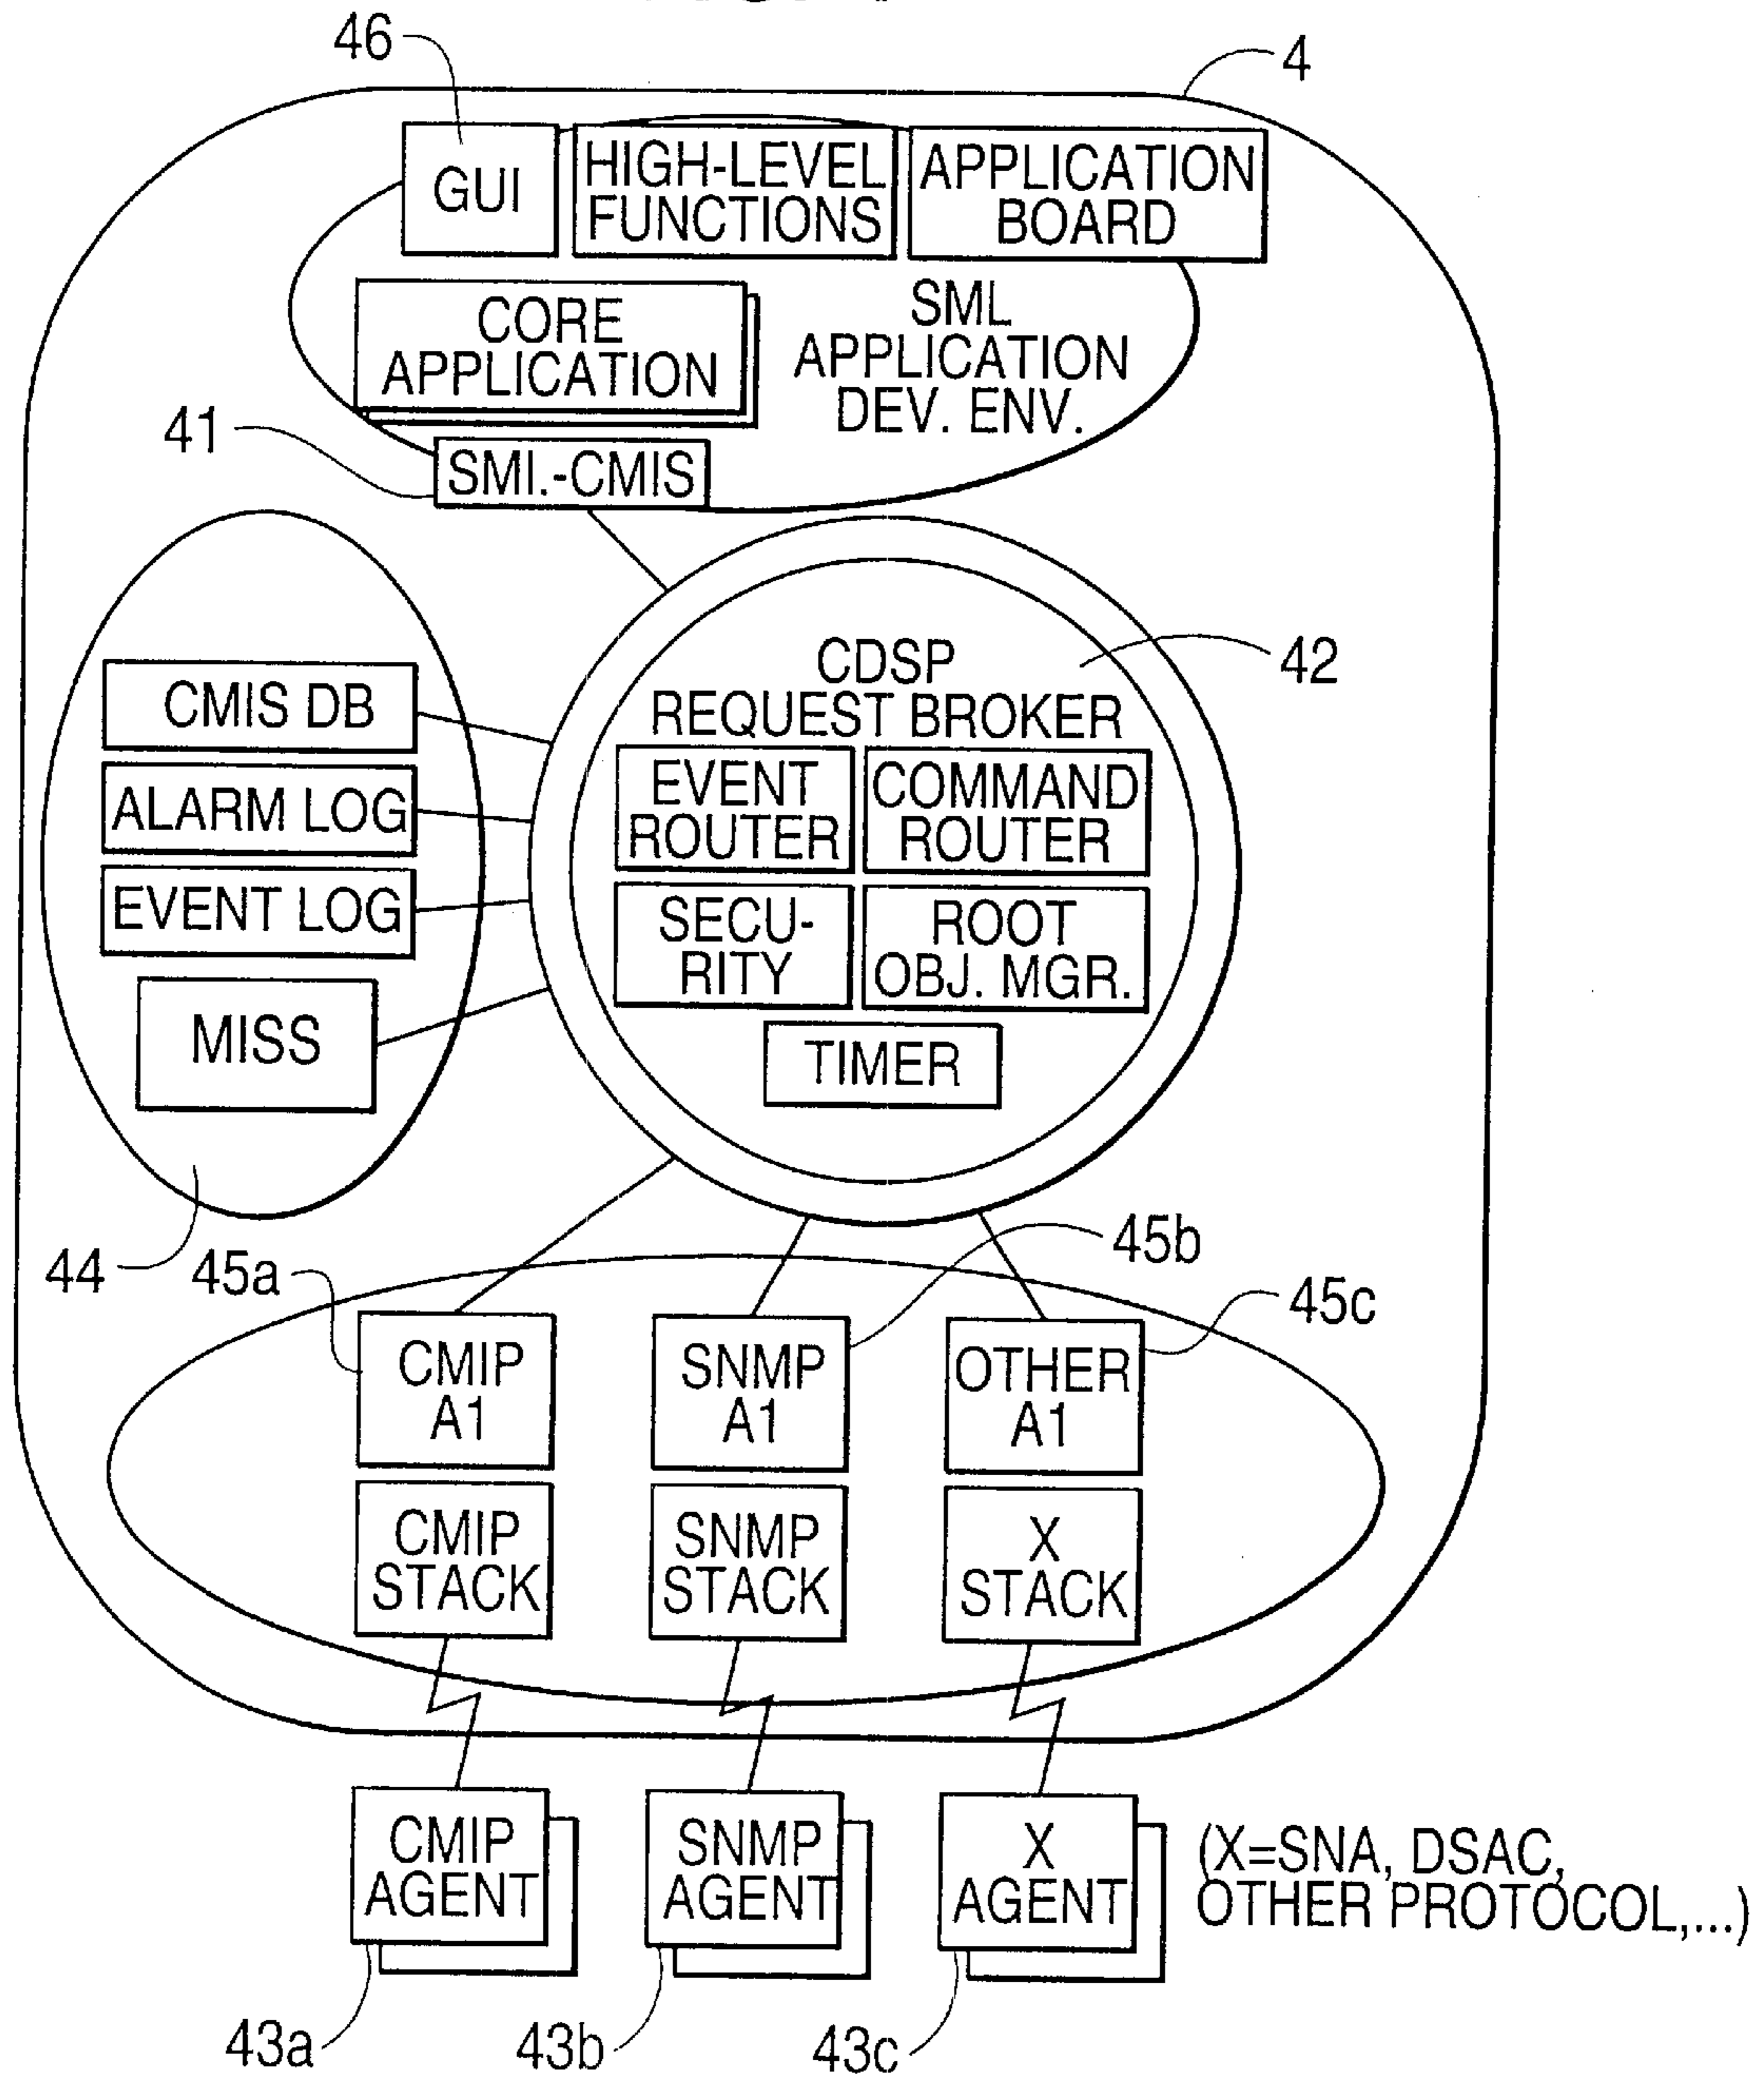 46
4
GUI
HIGH-LEVEL
FUNCTIONS
APPLICATION
BOARD
CORE
APPLICATION
SML
APPLICATION
DEV. ENV.
41
SMI.-CMIS
42
CDSP
REQUEST BROKER
EVENT
ROUTER
COMMAND
ROUTER
SECU-
RITY
ROOT
OBJ. MGR.
TIMER
CMIS DB
ALARM LOG
EVENT LOG
MISS
44
45a
45b
45c
CMIP
A1
SNMP
A1
OTHER
A1
CMIP
STACK
SNMP
STACK
X
STACK
CMIP
AGENT
SNMP
AGENT
X
AGENT
(X=SNA, DSAC,
OTHER PROTOCOL,...)
43a
43b
43c